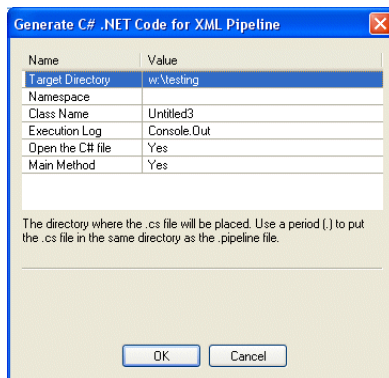 Generate C# .NET Code for XML Pipeline
Name Value
Target Directory w:\testing
Namespace
Class Name Untitled3
Execution Log Console.Out
Open the C# file Yes
Main Method Yes
The directory where the .cs file will be placed. Use a period (.) to put
the .cs file in the same directory as the .pipeline file.
OK Cancel